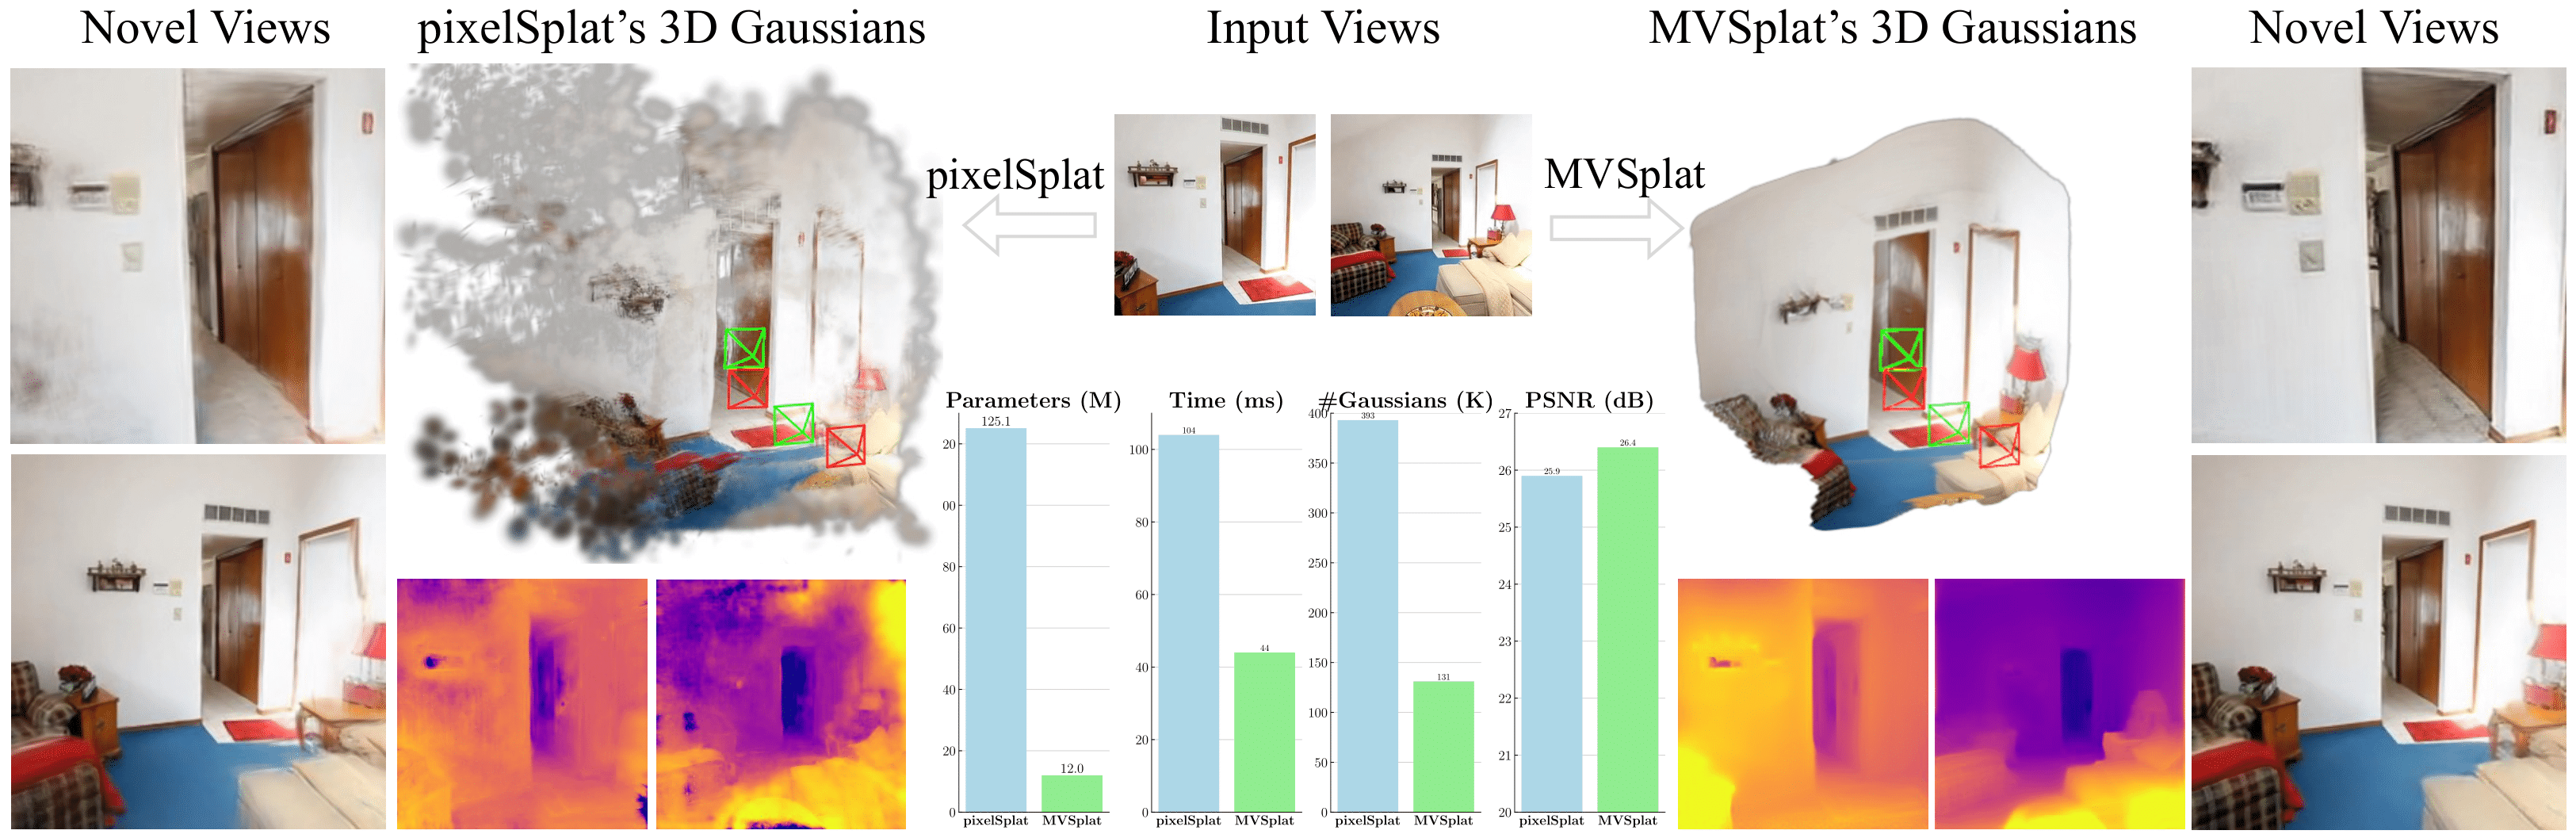 Novel Views
pixelSplat's 3D Gaussians
Input Views
MVSplat's 3D Gaussians
Novel Views
pixelSplat
MVSplat
Parameters (M)
125.1
20
00
80
60
40
20
0
12.0
pixelSplat MVSplat
Time (ms)
104
100
80
60
40
20
0
44
pixelSplat MVSplat
#Gaussians (K)
400
393
350
300
250
200
150
100
50
0
131
pixelSplat MVSplat
PSNR (dB)
27
26
25
24
23
22
21
20
25.9
26.4
pixelSplat MVSplat